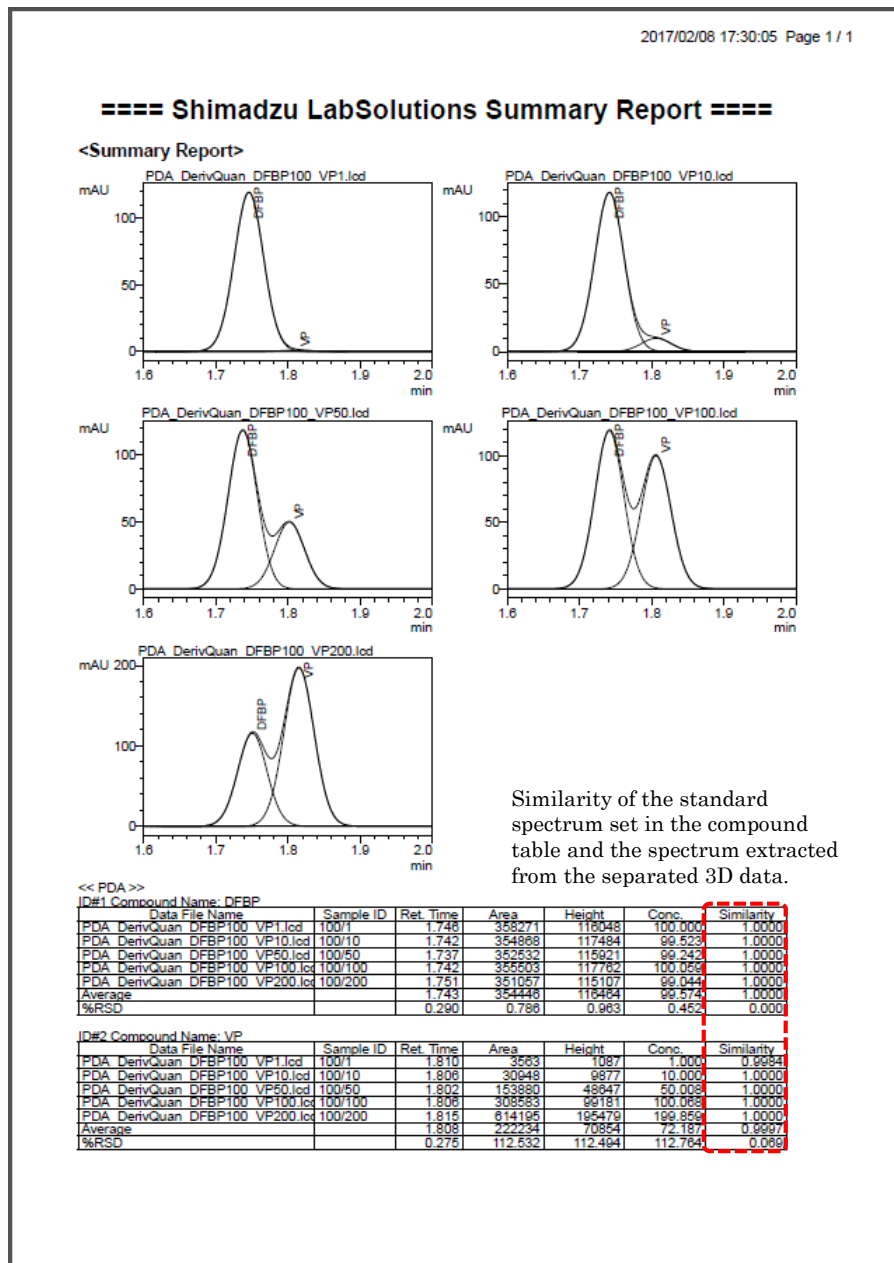 2017/02/08 17:30:05 Page 1 / 1
==== Shimadzu LabSolutions Summary Report ====
<Summary Report>
PDA_DerivQuan_DFBP100_VP1.lcd
mAU
100
50
0
DFBP
VP
1.6 1.7 1.8 1.9 2.0
min
PDA_DerivQuan_DFBP100_VP10.lcd
mAU
100
50
0
DFBP
VP
1.6 1.7 1.8 1.9 2.0
min
PDA_DerivQuan_DFBP100_VP50.lcd
mAU
100
50
0
DFBP
VP
1.6 1.7 1.8 1.9 2.0
min
PDA_DerivQuan_DFBP100_VP100.lcd
mAU
100
50
0
DFBP
VP
1.6 1.7 1.8 1.9 2.0
min
PDA_DerivQuan_DFBP100_VP200.lcd
mAU
200
100
0
DFBP
VP
1.6 1.7 1.8 1.9 2.0
min
Similarity of the standard
spectrum set in the compound
table and the spectrum extracted
from the separated 3D data.
<< PDA >>
ID#1 Compound Name: DFBP
Data File Name Sample ID Ret. Time Area Height Conc. Similarity
PDA_DerivQuan_DFBP100_VP1.lcd 100/1 1.746 358271 116048 100.000 1.0000
PDA_DerivQuan_DFBP100_VP10.lcd 100/10 1.742 354868 117484 99.523 1.0000
PDA_DerivQuan_DFBP100_VP50.lcd 100/50 1.737 352532 115921 99.242 1.0000
PDA_DerivQuan_DFBP100_VP100.lcd 100/100 1.742 355503 117762 100.059 1.0000
PDA_DerivQuan_DFBP100_VP200.lcd 100/200 1.751 351057 115107 99.044 1.0000
Average 1.743 354446 116464 99.574 1.0000
%RSD 0.290 0.786 0.963 0.452 0.000
ID#2 Compound Name: VP
Data File Name Sample ID Ret. Time Area Height Conc. Similarity
PDA_DerivQuan_DFBP100_VP1.lcd 100/1 1.810 3563 1087 1.000 0.9984
PDA_DerivQuan_DFBP100_VP10.lcd 100/10 1.806 30948 9877 10.000 1.0000
PDA_DerivQuan_DFBP100_VP50.lcd 100/50 1.802 153880 48647 50.008 1.0000
PDA_DerivQuan_DFBP100_VP100.lcd 100/100 1.806 308583 99181 100.068 1.0000
PDA_DerivQuan_DFBP100_VP200.lcd 100/200 1.815 614195 195479 199.859 1.0000
Average 1.808 222234 70854 72.187 0.9997
%RSD 0.275 112.532 112.494 112.764 0.069